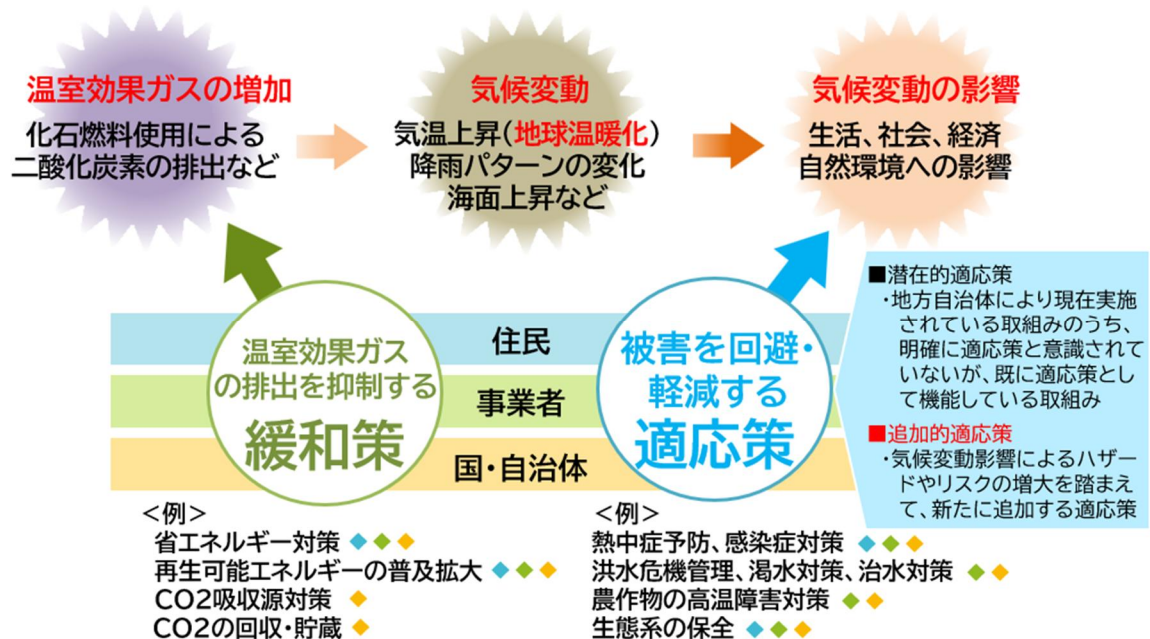 温室効果ガスの増加
化石燃料使用による
二酸化炭素の排出など
気候変動
気温上昇(地球温暖化)
降雨パターンの変化
海面上昇など
気候変動の影響
生活、社会、経済
自然環境への影響
温室効果ガス
の排出を抑制する
緩和策
住民
事業者
国・自治体
被害を回避・
軽減する
適応策
■潜在的適応策
・地方自治体により現在実施
されている取組みのうち、
明確に適応策と意識されて
いないが、既に適応策とし
て機能している取組み
■追加的適応策
・気候変動影響によるハザー
ドやリスクの増大を踏まえ
て、新たに追加する適応策
<例>
省エネルギー対策 ◆◆◆
再生可能エネルギーの普及拡大 ◆◆◆
CO2吸収源対策 ◆
CO2の回収・貯蔵 ◆
<例>
熱中症予防、感染症対策 ◆◆◆
洪水危機管理、渇水対策、治水対策 ◆◆
農作物の高温障害対策 ◆◆
生態系の保全 ◆◆◆